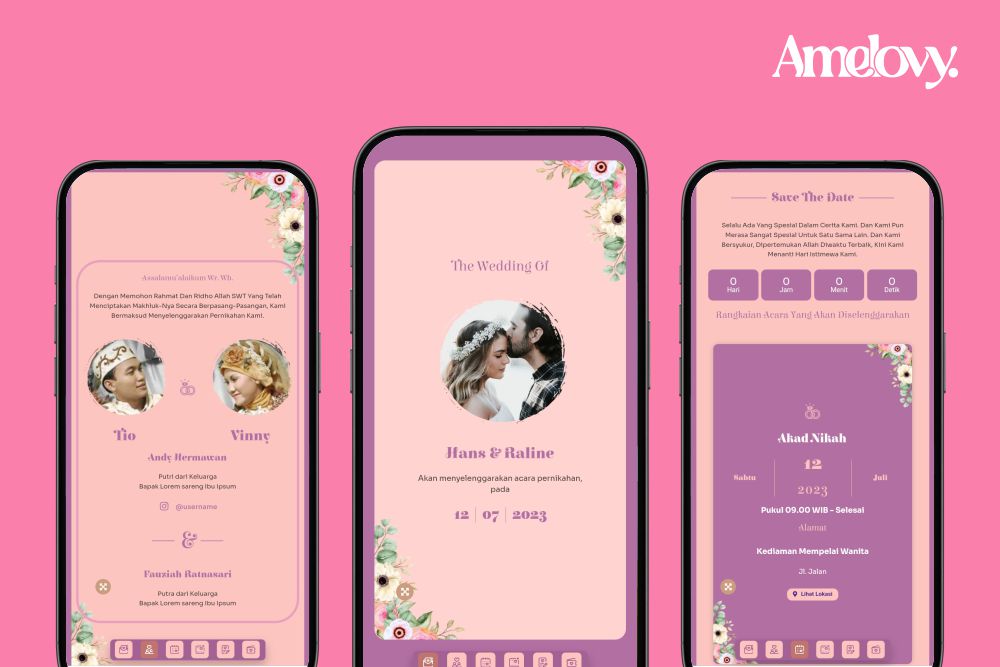 Amelovy.
Assalamu'alaikum Wr. Wb.
Dengan Memohon Rahmat Dan Ridho Allah SWT Yang Telah
Menciptakan Makhluk-Nya Secara Berpasang-Pasangan, Kami
Bermaksud Menyelenggarakan Pernikahan Kami.
Tio
Vinny
Andy Hermawan
Putri dari Keluarga
Bapak Lorem sareng Ibu Ipsum
@username
&
Fauziah Ratnasari
Putra dari Keluarga
Bapak Lorem sareng Ibu Ipsum
The Wedding Of
Hans & Raline
Akan menyelenggarakan acara pernikahan,
pada
12 | 07 | 2023
Save The Date
Selalu Ada Yang Spesial Dalam Cerita Kami. Dan Kami Pun
Merasa Sangat Spesial Untuk Satu Sama Lain. Dan Kami
Bersyukur, Dipertemukan Allah Diwaktu Terbaik, Kini Kami
Menanti Hari Istimewa Kami.
0 0 0 0
Hari Jam Menit Detik
Rangkaian Acara Yang Akan Diselenggarakan
Akad Nikah
12
Sabtu
Juli
2023
Pukul 09.00 WIB - Selesai
Alamat
Kediaman Mempelai Wanita
Jl. Jalan
Lihat Lokasi